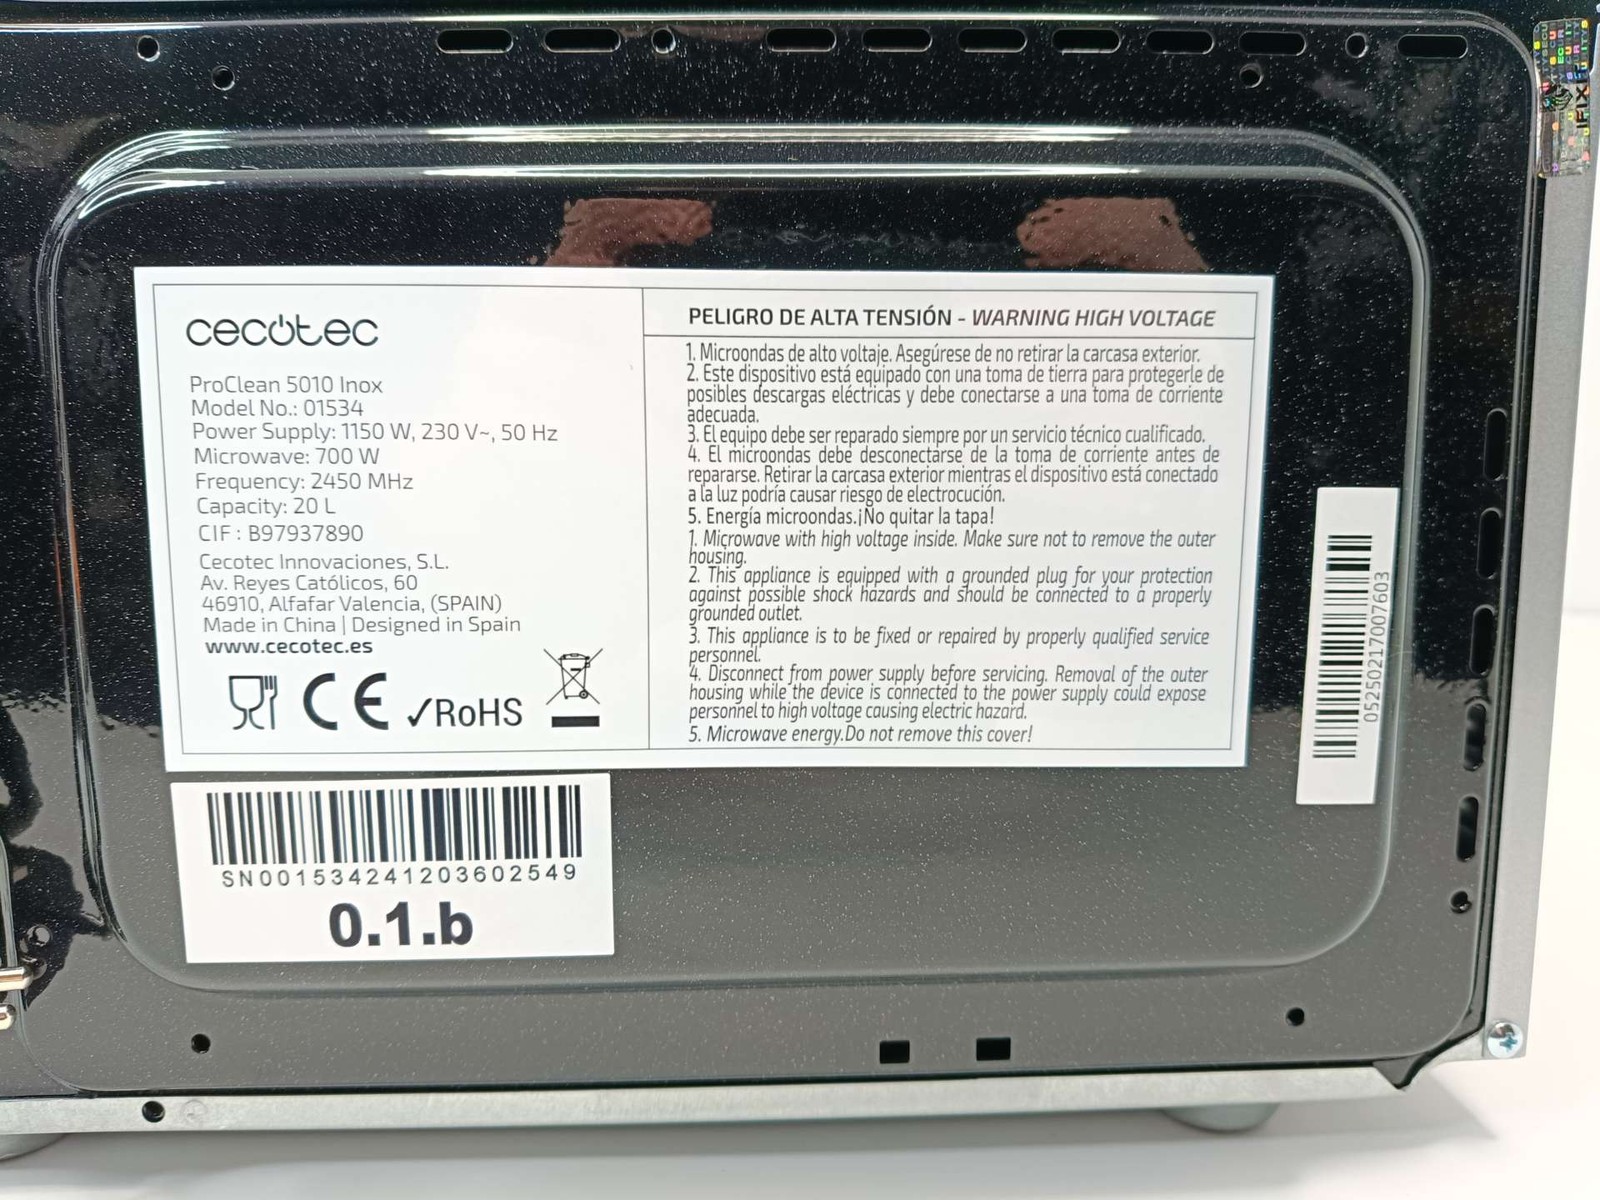 cecotec
ProClean 5010 Inox
Model No.: 01534
Power Supply: 1150 W, 230 V~, 50 Hz
Microwave: 700 W
Frequency: 2450 MHz
Capacity: 20 L
CIF : B97937890
Cecotec Innovaciones, S.L.
Av. Reyes Católicos, 60
46910, Alfafar Valencia, (SPAIN)
Made in China | Designed in Spain
www.cecotec.es
CE ✓RoHS
PELIGRO DE ALTA TENSIÓN - WARNING HIGH VOLTAGE
1. Microondas de alto voltaje. Asegúrese de no retirar la carcasa exterior.
2. Este dispositivo está equipado con una toma de tierra para protegerle de
posibles descargas eléctricas y debe conectarse a una toma de corriente
adecuada.
3. El equipo debe ser reparado siempre por un servicio técnico cualificado.
4. El microondas debe desconectarse de la toma de corriente antes de
repararse. Retirar la carcasa exterior mientras el dispositivo está conectado
a la luz podría causar riesgo de electrocución.
5. Energía microondas.¡No quitar la tapa!
1. Microwave with high voltage inside. Make sure not to remove the outer
housing.
2. This appliance is equipped with a grounded plug for your protection
against possible shock hazards and should be connected to a properly
grounded outlet.
3. This appliance is to be fixed or repaired by properly qualified service
personnel.
4. Disconnect from power supply before servicing. Removal of the outer
housing while the device is connected to the power supply could expose
personnel to high voltage causing electric hazard.
5. Microwave energy.Do not remove this cover!
SN001534241203602549
0.1.b
05250217007603